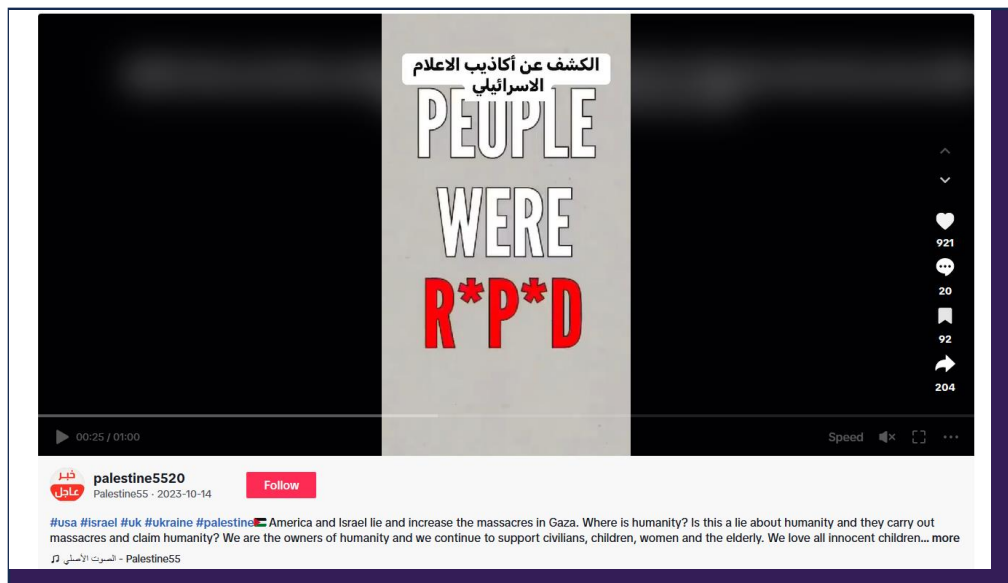 الكشف عن أكاذيب الاعلام
الاسرائيلي
PEOPLE
WERE
R*P*D
921
20
92
204
00:25 / 01:00
Speed
خبر
عاجل
palestine5520
Palestine55 · 2023-10-14
Follow
#usa #israel #uk #ukraine #palestine🇵🇸 America and Israel lie and increase the massacres in Gaza. Where is humanity? Is this a lie about humanity and they carry out
massacres and claim humanity? We are the owners of humanity and we continue to support civilians, children, women and the elderly. We love all innocent children... more
الصوت الأصلي - Palestine55